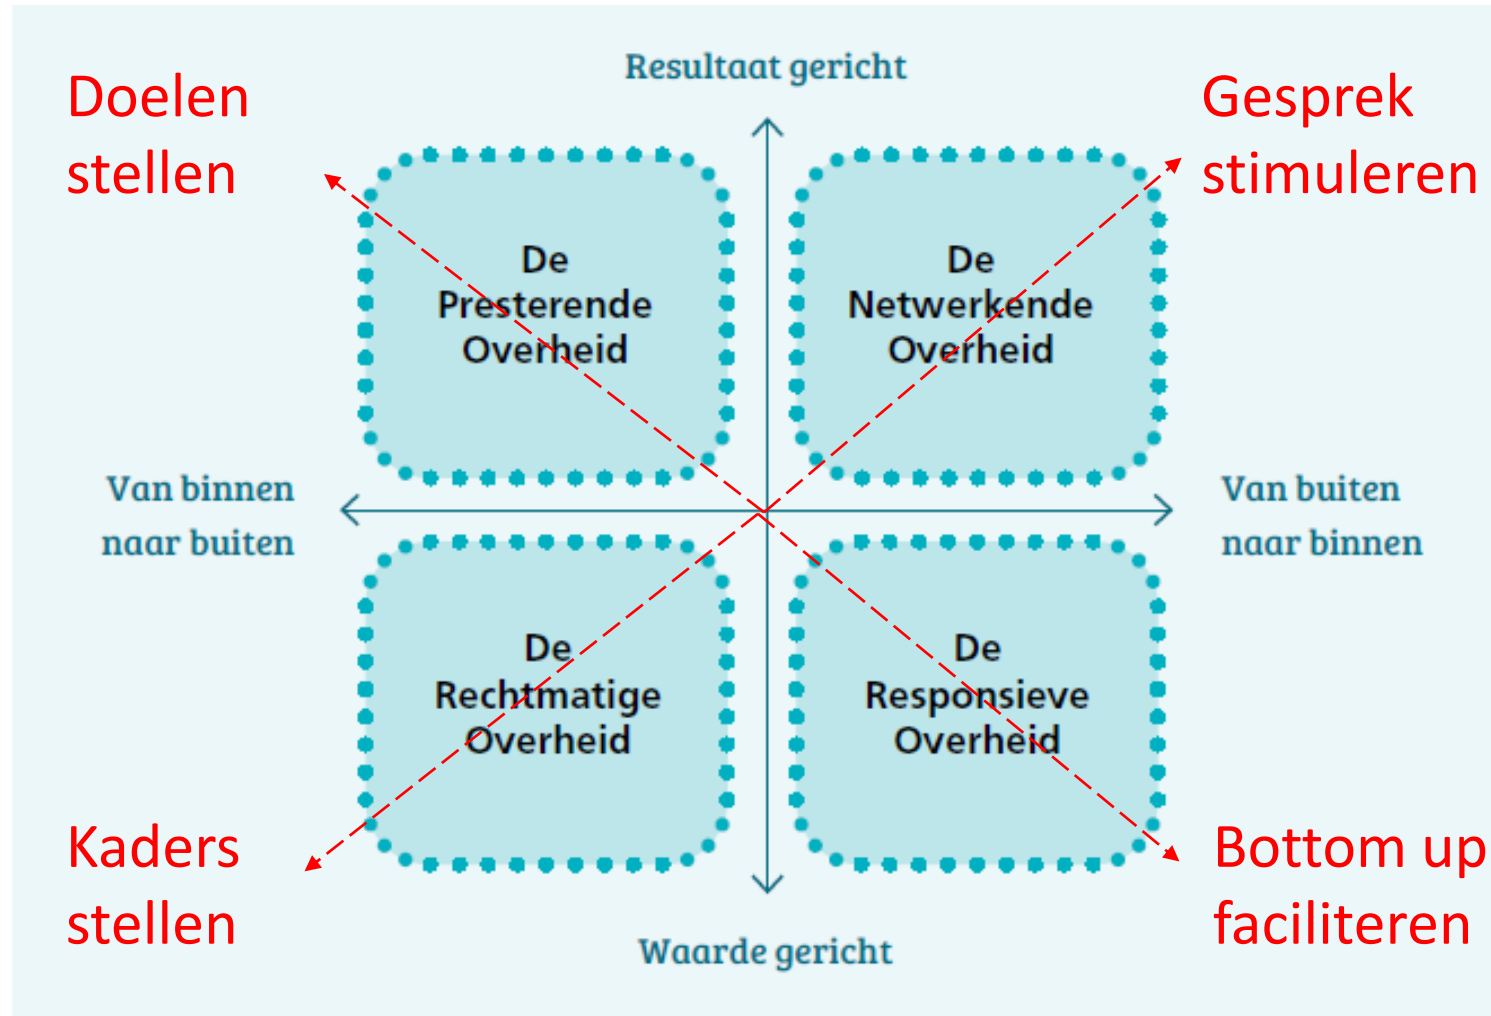 Resultaat gericht
Doelen
stellen
Gesprek
stimuleren
De
Presterende
Overheid
De
Netwerkende
Overheid
Van binnen
naar buiten
Van buiten
naar binnen
De
Rechtmatige
Overheid
De
Responsieve
Overheid
Kaders
stellen
Bottom up
faciliteren
Waarde gericht